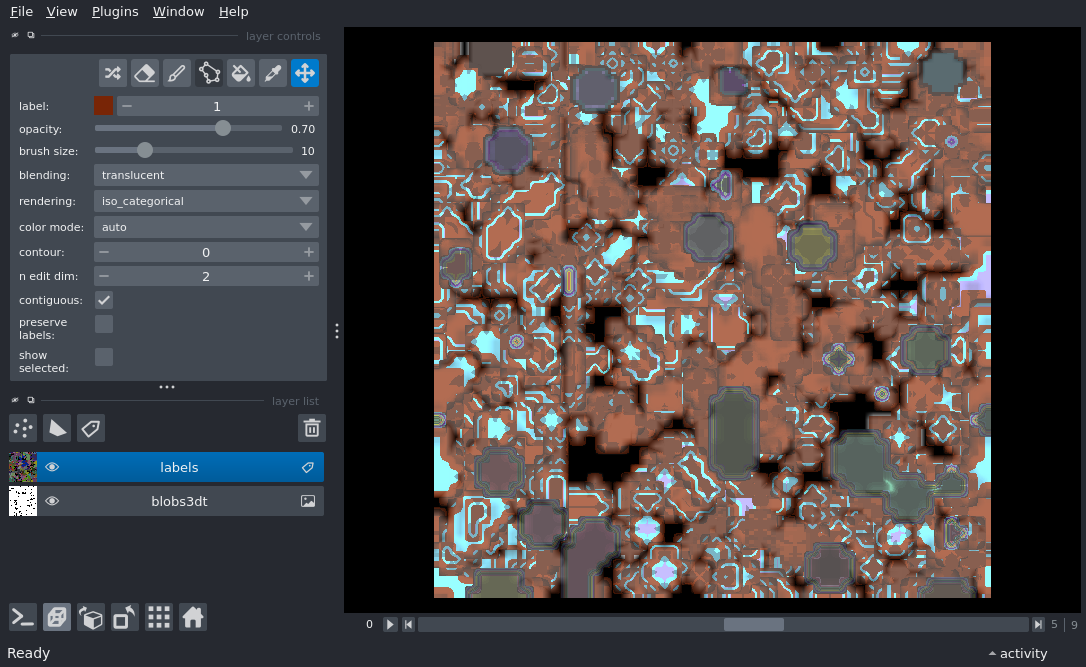 File View Plugins Window Help
layer controls
label: 1
opacity: 0.70
brush size: 10
blending: translucent
rendering: iso_categorical
color mode: auto
contour: 0
n edit dim: 2
contiguous:
preserve
labels:
show
selected:
layer list
labels
blobs3dt
0 5 | 9
Ready activity